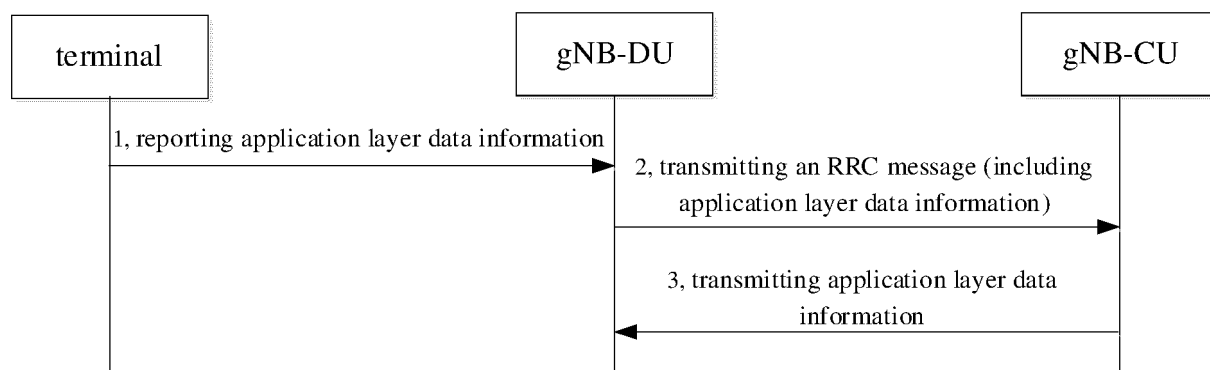 terminal
gNB-DU
gNB-CU
1, reporting application layer data information
2, transmitting an RRC message (including
application layer data information)
3, transmitting application layer data
information